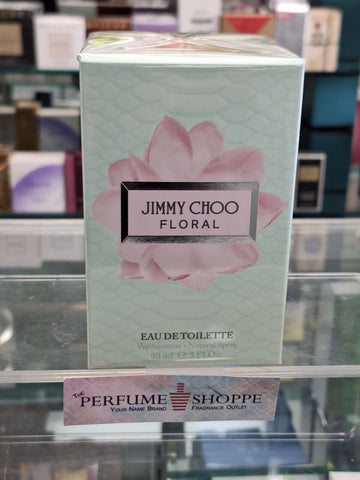 JIMMY CHOO
FLORAL
EAU DE TOILETTE
Vaporisateur - Natural Spray
90 ml ℮ 3 FL.Oz.
THE PERFUME SHOPPE
YOUR NAME BRAND FRAGRANCE OUTLET